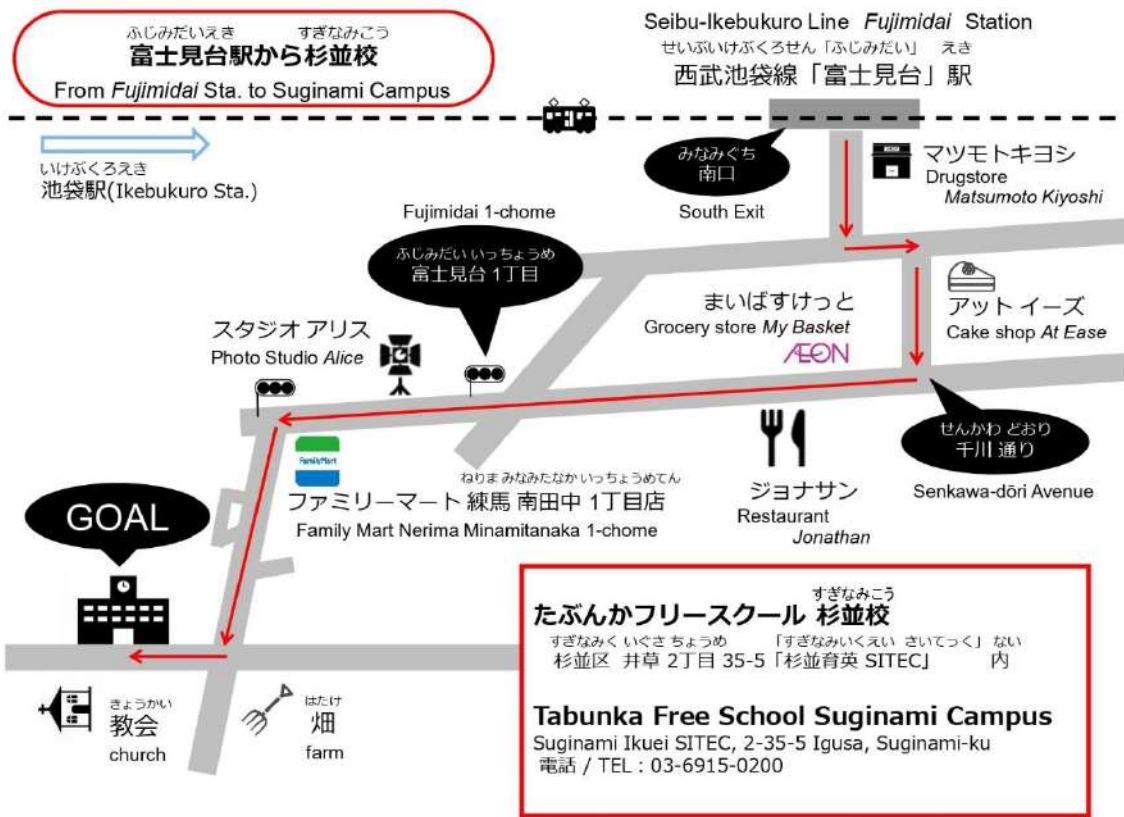 ふじみだいえき すぎなみこう
富士見台駅から杉並校
From Fujimidai Sta. to Suginami Campus
Seibu-Ikebukuro Line Fujimidai Station
せいぶいけぶくろせん「ふじみだい」 えき
西武池袋線「富士見台」駅
いけぶくろえき
池袋駅(Ikebukuro Sta.)
みなみぐち
南口
South Exit
マツモトキヨシ
Drugstore
Matsumoto Kiyoshi
Fujimidai 1-chome
ふじみだい いっちょうめ
富士見台 1丁目
まいばすけっと
Grocery store My Basket
AEON
アット イーズ
Cake shop At Ease
スタジオ アリス
Photo Studio Alice
せんかわ どおり
千川 通り
Senkawa-dōri Avenue
FamilyMart
ねりま みなみたなか いっちょうめてん
ファミリーマート 練馬 南田中 1丁目店
Family Mart Nerima Minamitanaka 1-chome
ジョナサン
Restaurant
Jonathan
GOAL
きょうかい
教会
church
はたけ
畑
farm
すぎなみこう
たぶんかフリースクール 杉並校
すぎなみく いぐさ ちょうめ 「すぎなみいくえい さいてっく」 ない
杉並区 井草 2丁目 35-5「杉並育英 SITEC」 内
Tabunka Free School Suginami Campus
Suginami Ikuei SITEC, 2-35-5 Igusa, Suginami-ku
電話 / TEL : 03-6915-0200